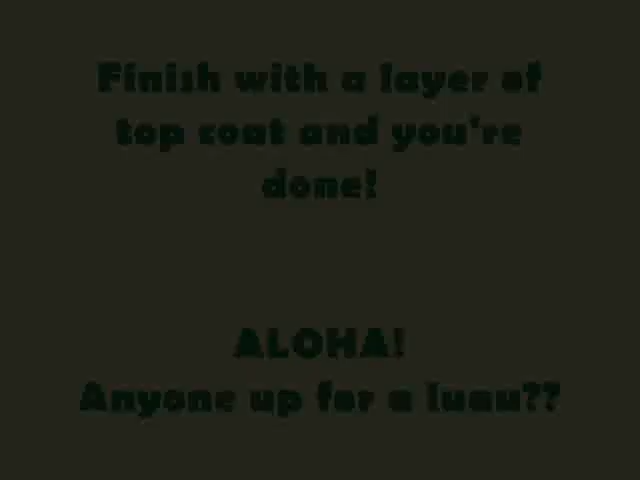 Finish with a layer of
top coat and you're
done!
ALOHA!
Anyone up for a luau??